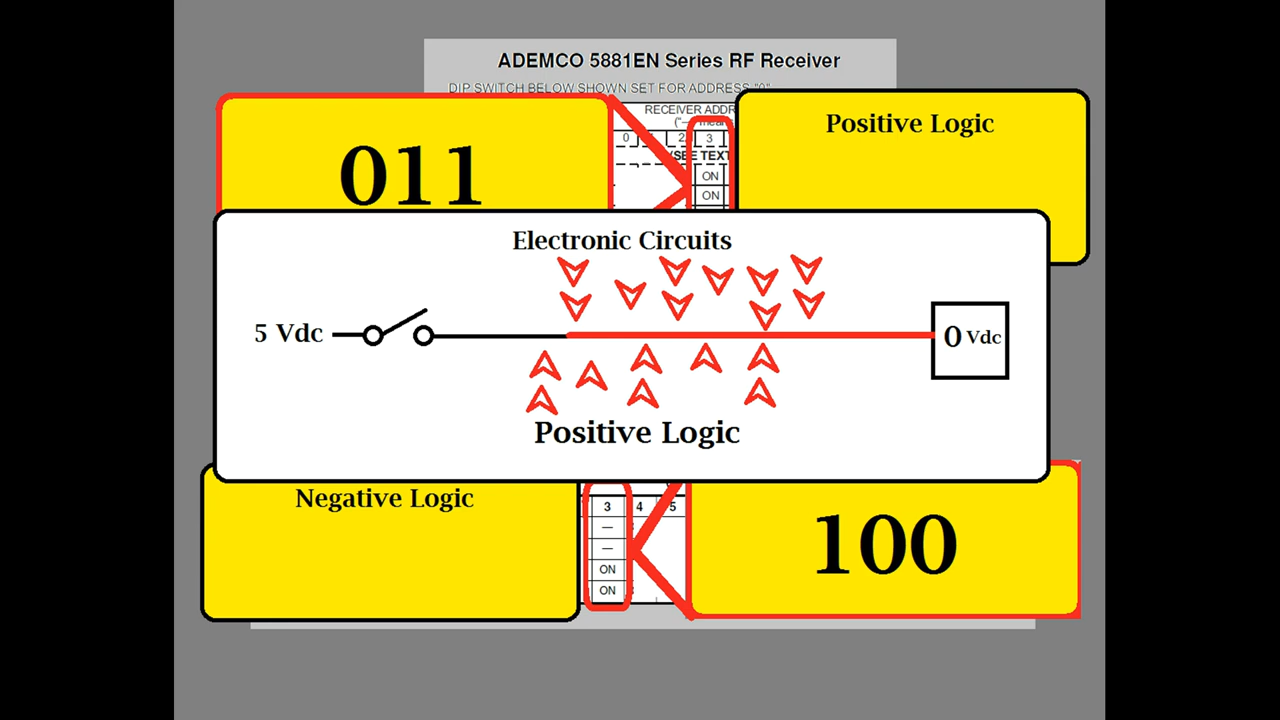 ADEMCO 5881EN Series RF Receiver
DIP SWITCH BELOW SHOWN SET FOR ADDRESS "0"
RECEIVER ADDR
0 2 3
(SEE TEXT
ON
ON
011
Positive Logic
Electronic Circuits
5 Vdc
0 Vdc
Positive Logic
Negative Logic
3 4 5
—
—
ON
ON
100